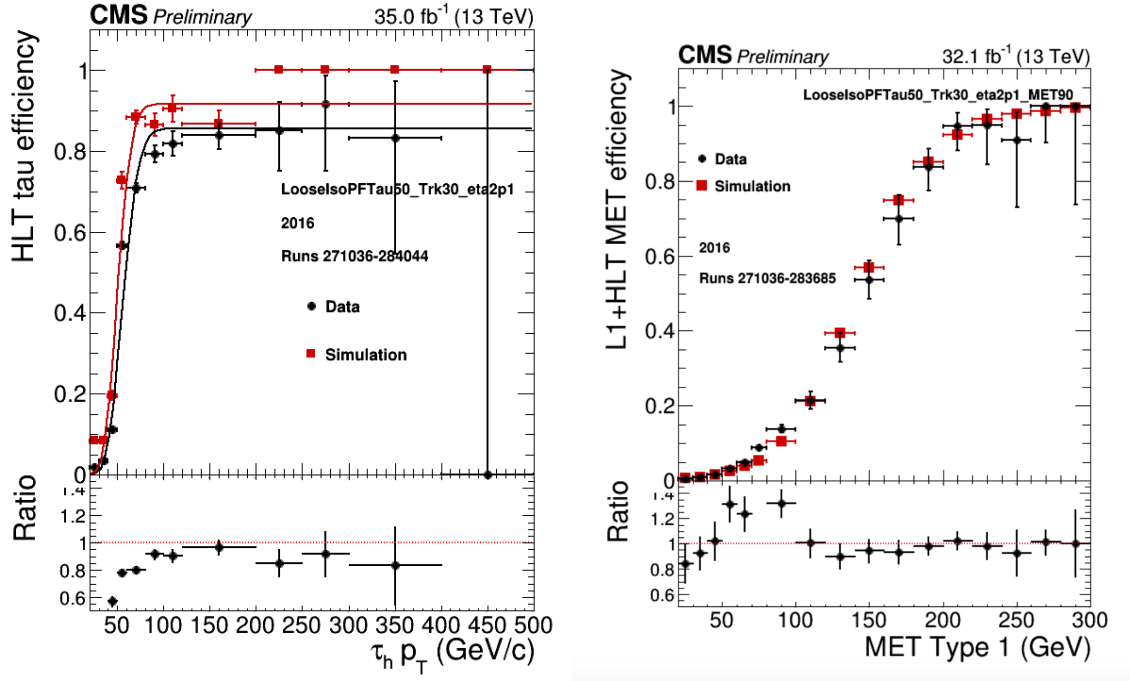 CMS Preliminary 35.0 fb⁻¹ (13 TeV)
HLT tau efficiency
1
0.8
0.6
0.4
0.2
0
LooseIsoPFTau50_Trk30_eta2p1
2016
Runs 271036-284044
Data
Simulation
Ratio
1.4
1.2
1
0.8
0.6
50 100 150 200 250 300 350 400 450 500
τh pT (GeV/c)
CMS Preliminary 32.1 fb⁻¹ (13 TeV)
L1+HLT MET efficiency
LooseIsoPFTau50_Trk30_eta2p1_MET90
1
0.8
0.6
0.4
0.2
0
Data
Simulation
2016
Runs 271036-283685
Ratio
1.4
1.2
1
0.8
0.6
50 100 150 200 250 300
MET Type 1 (GeV)